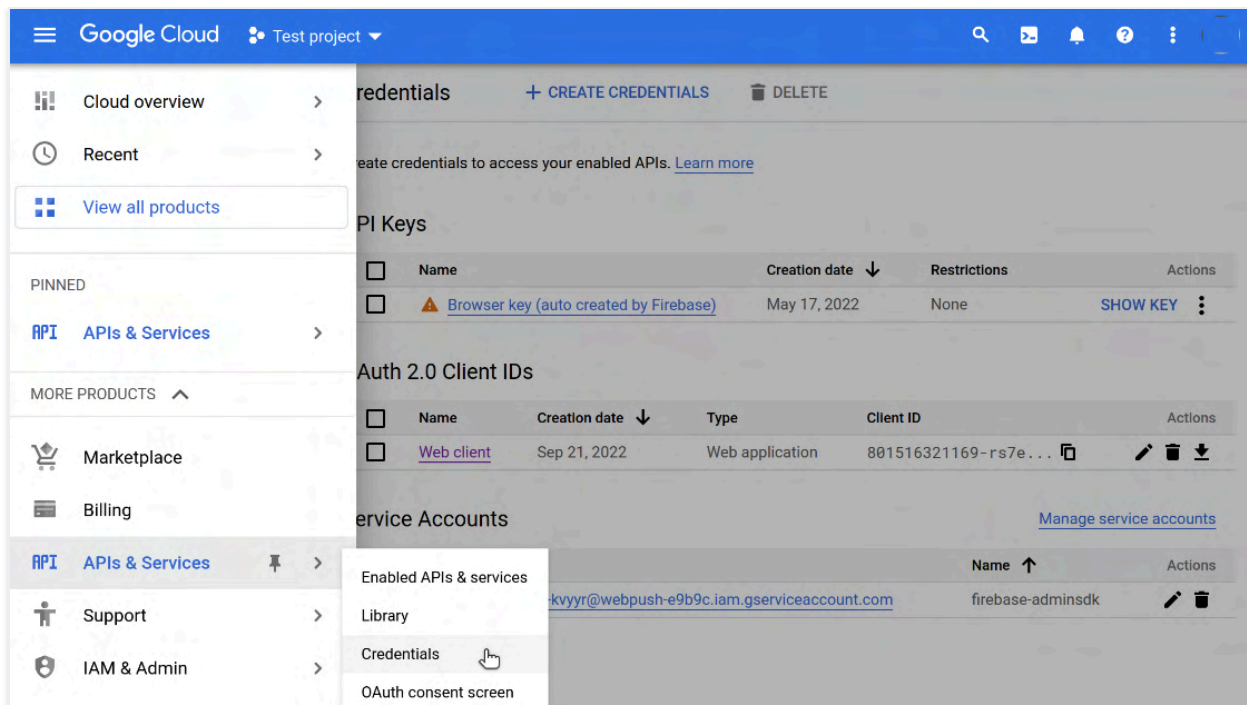 Google Cloud Test project
Cloud overview
Recent
View all products
PINNED
API APIs & Services
MORE PRODUCTS
Marketplace
Billing
API APIs & Services
Support
IAM & Admin
Enabled APIs & services
Library
Credentials
OAuth consent screen
redentials + CREATE CREDENTIALS DELETE
eate credentials to access your enabled APIs. Learn more
PI Keys
Name Creation date Restrictions Actions
Browser key (auto created by Firebase) May 17, 2022 None SHOW KEY
Auth 2.0 Client IDs
Name Creation date Type Client ID Actions
Web client Sep 21, 2022 Web application 801516321169-rs7e...
ervice Accounts Manage service accounts
Name Actions
-kvyyr@webpush-e9b9c.iam.gserviceaccount.com firebase-adminsdk